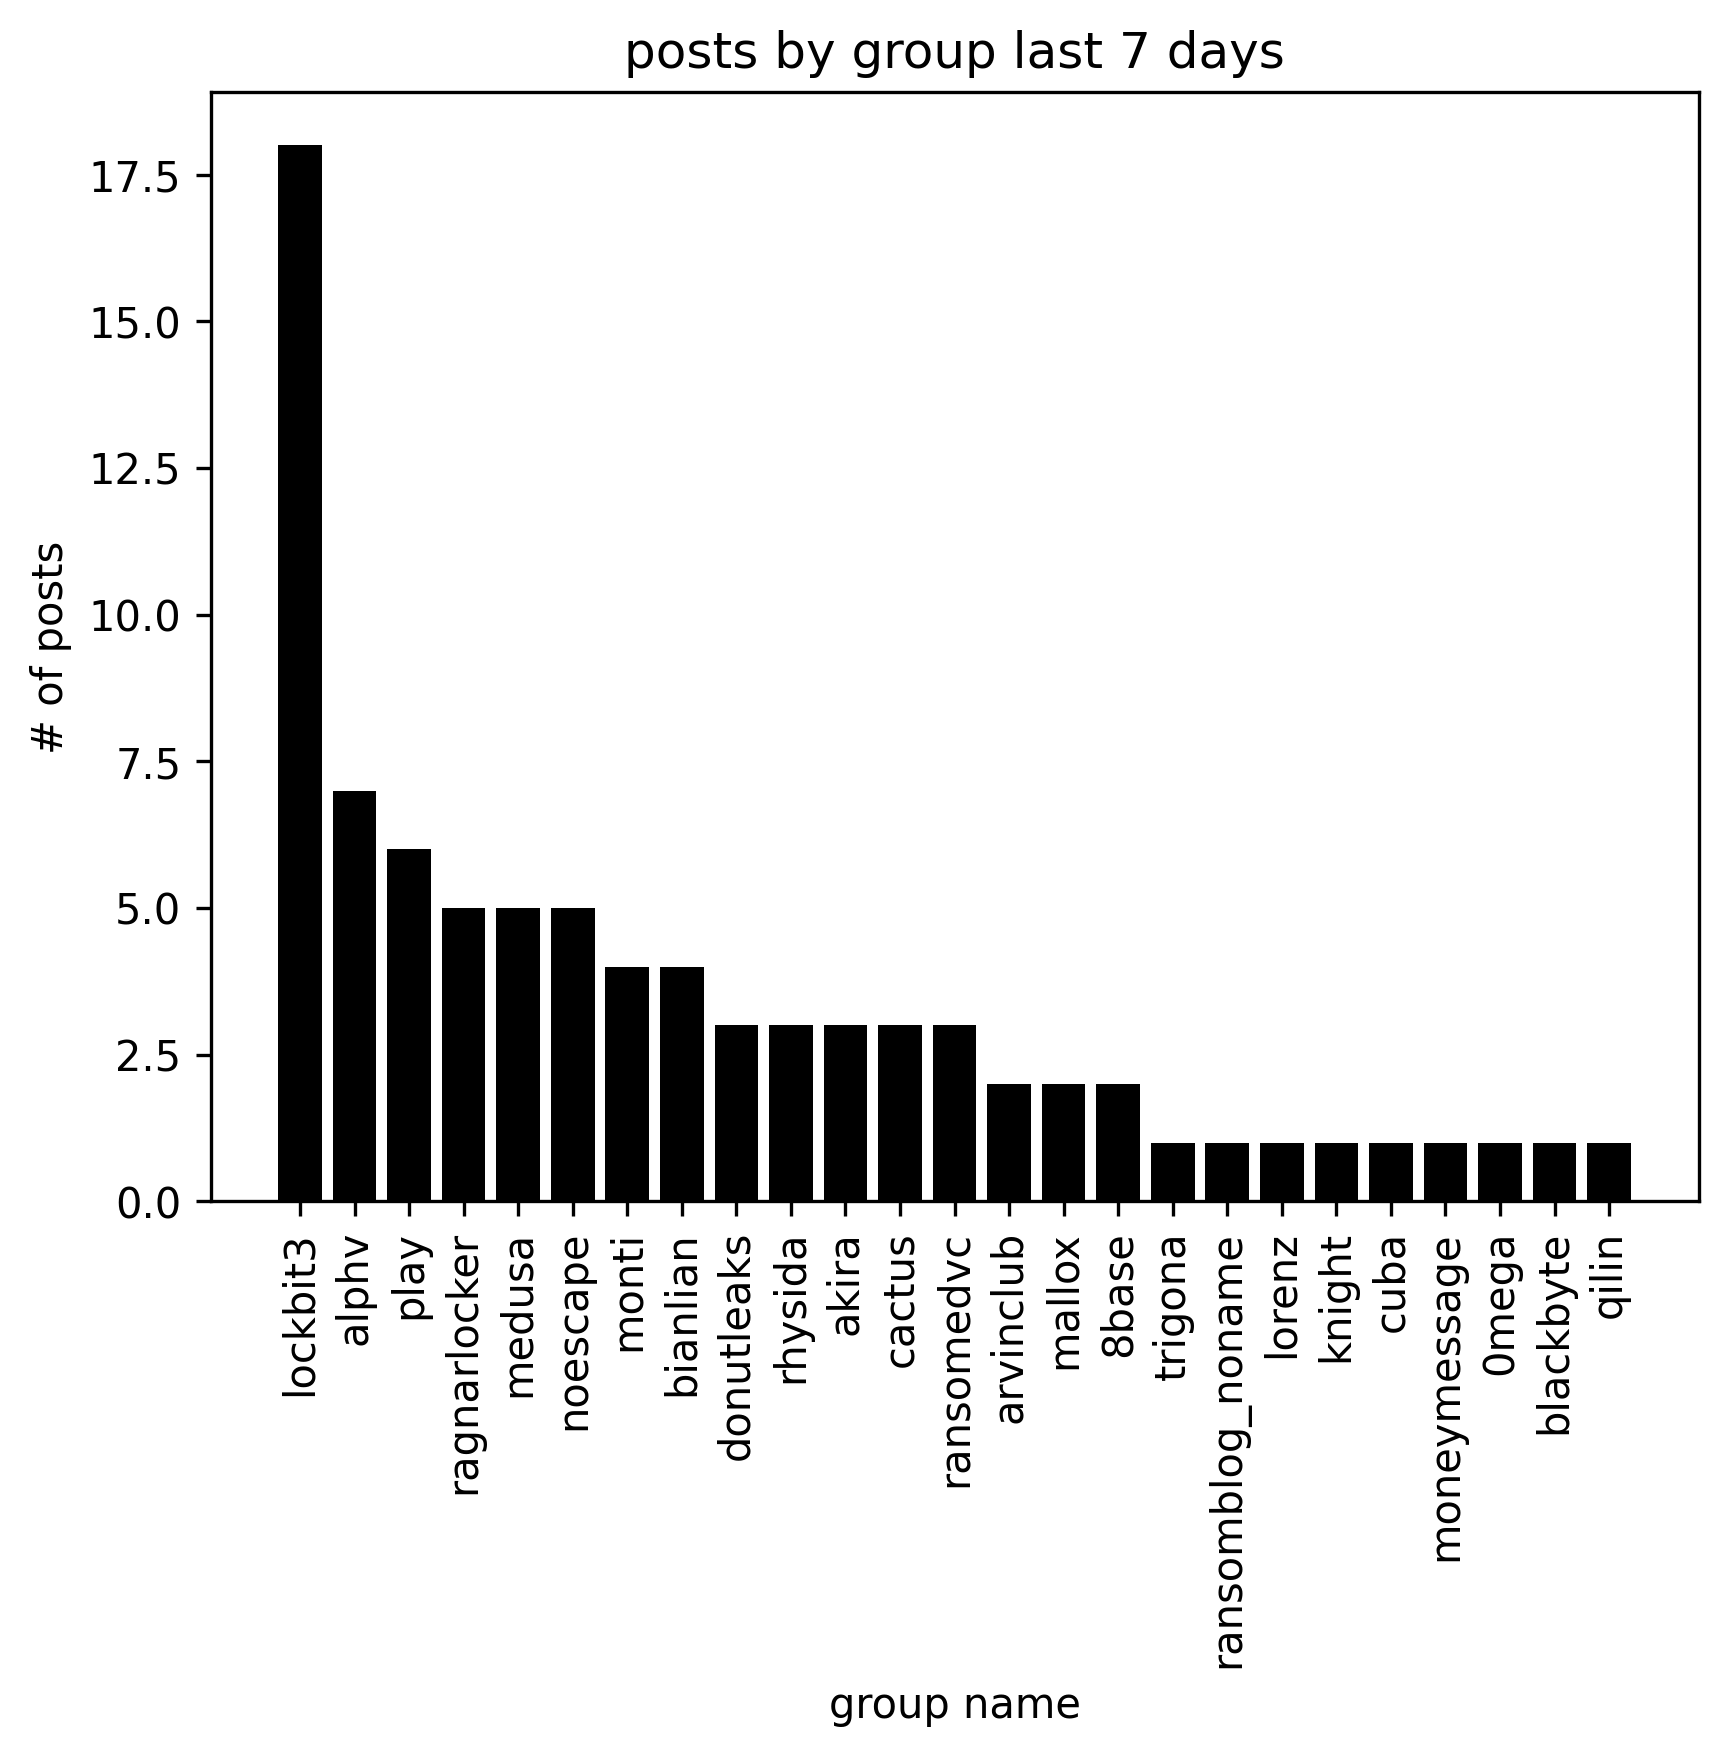 posts by group last 7 days
17.5
15.0
12.5
10.0
7.5
5.0
2.5
0.0
# of posts
lockbit3
alphv
play
ragnarlocker
medusa
noescape
monti
bianlian
donutleaks
rhysida
akira
cactus
ransomedvc
arvinclub
mallox
8base
trigona
ransomblog_noname
lorenz
knight
cuba
moneymessage
0mega
blackbyte
qilin
group name